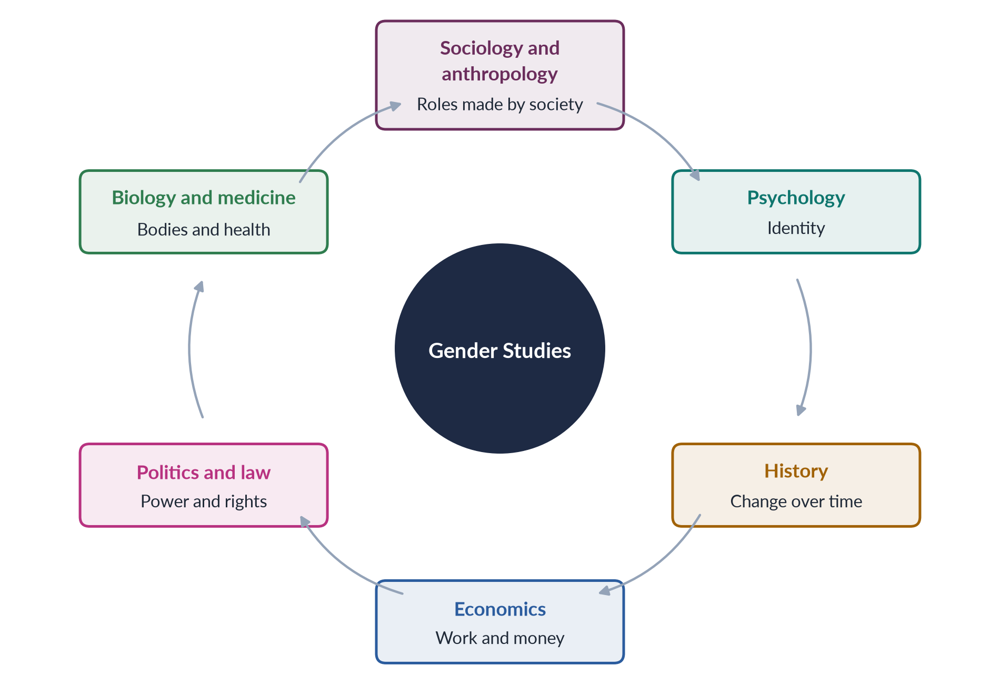 Sociology and
anthropology
Roles made by society
Psychology
Identity
History
Change over time
Economics
Work and money
Politics and law
Power and rights
Biology and medicine
Bodies and health
Gender Studies